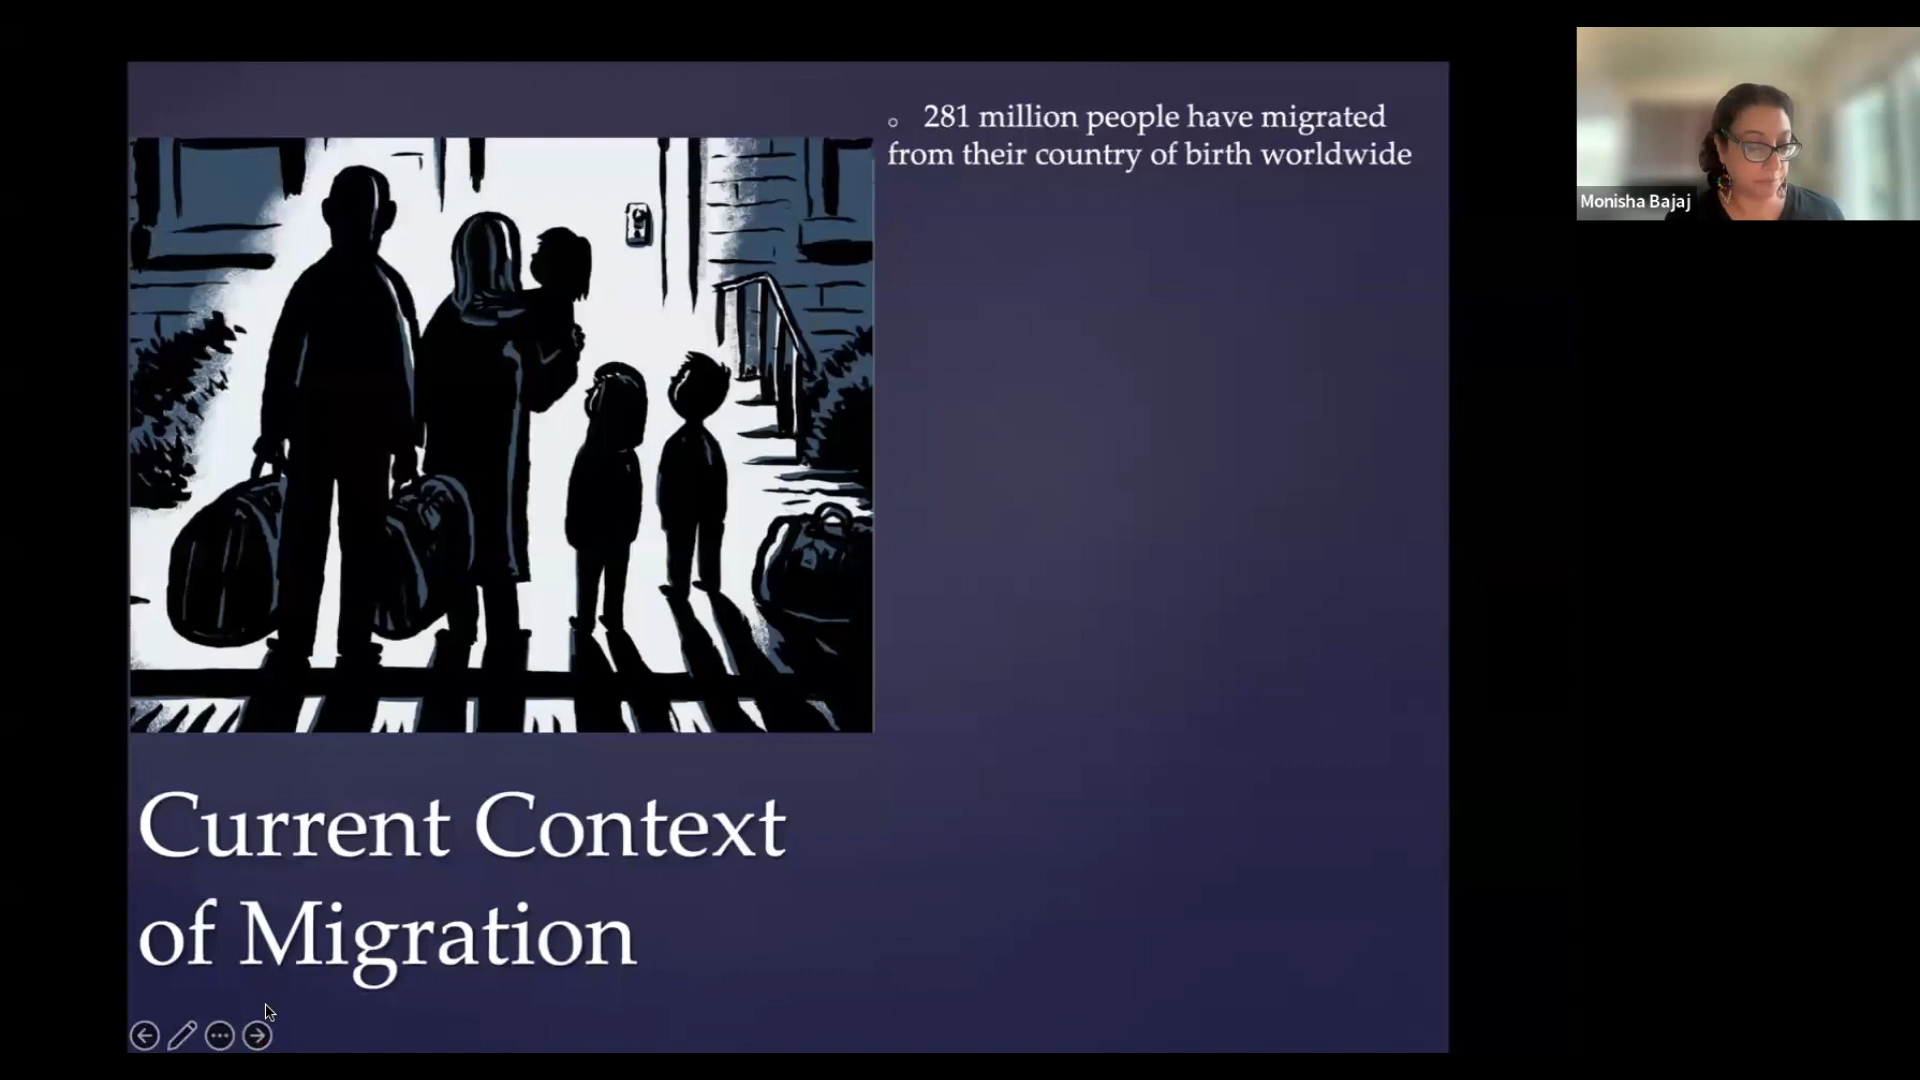 281 million people have migrated
from their country of birth worldwide
Monisha Bajaj
Current Context
of Migration